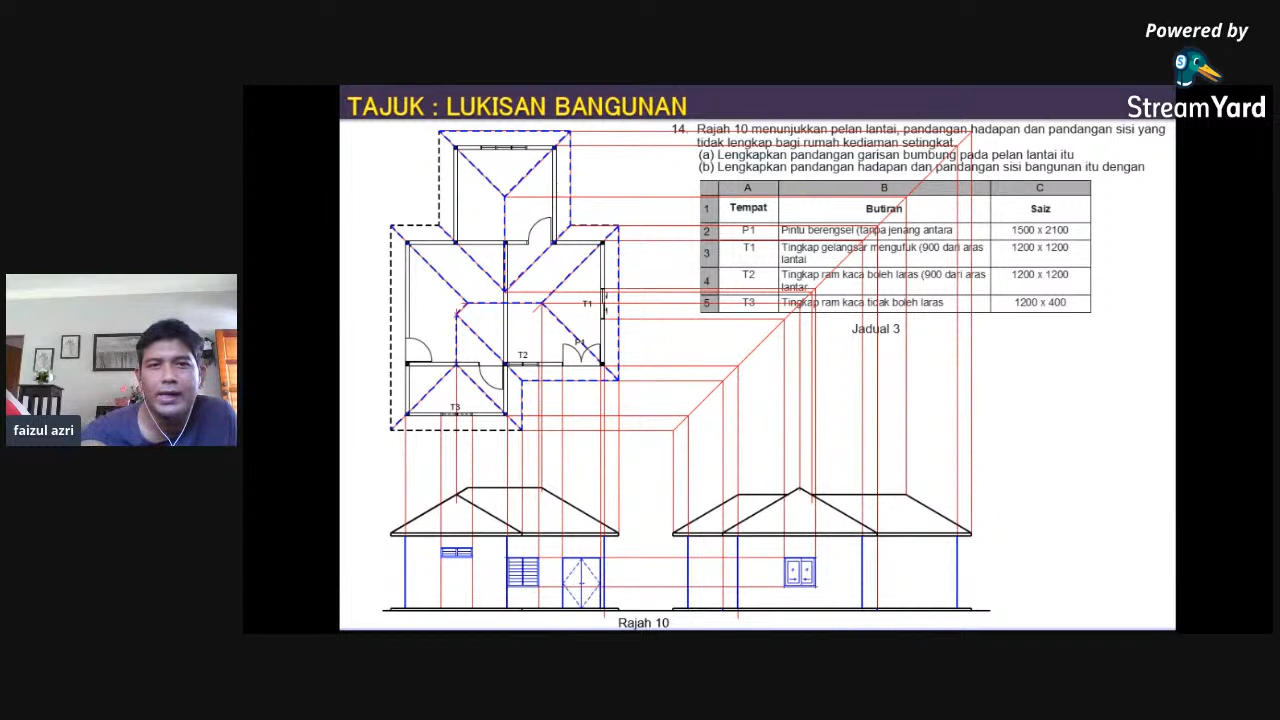 Powered by
StreamYard
TAJUK : LUKISAN BANGUNAN
14. Rajah 10 menunjukkan pelan lantai, pandangan hadapan dan pandangan sisi yang
tidak lengkap bagi rumah kediaman setingkat.
(a) Lengkapkan pandangan garisan bumbung pada pelan lantai itu
(b) Lengkapkan pandangan hadapan dan pandangan sisi bangunan itu dengan
A B C
1 Tempat Butiran Saiz
2 P1 Pintu berengsel (tanpa jenang antara 1500 x 2100
3 T1 Tingkap gelangsar mengufuk (900 dari aras 1200 x 1200
lantai
4 T2 Tingkap ram kaca boleh laras (900 dari aras 1200 x 1200
lantar
5 T3 Tingkap ram kaca tidak boleh laras 1200 x 400
Jadual 3
T1
P1
T2
T3
faizul azri
Rajah 10